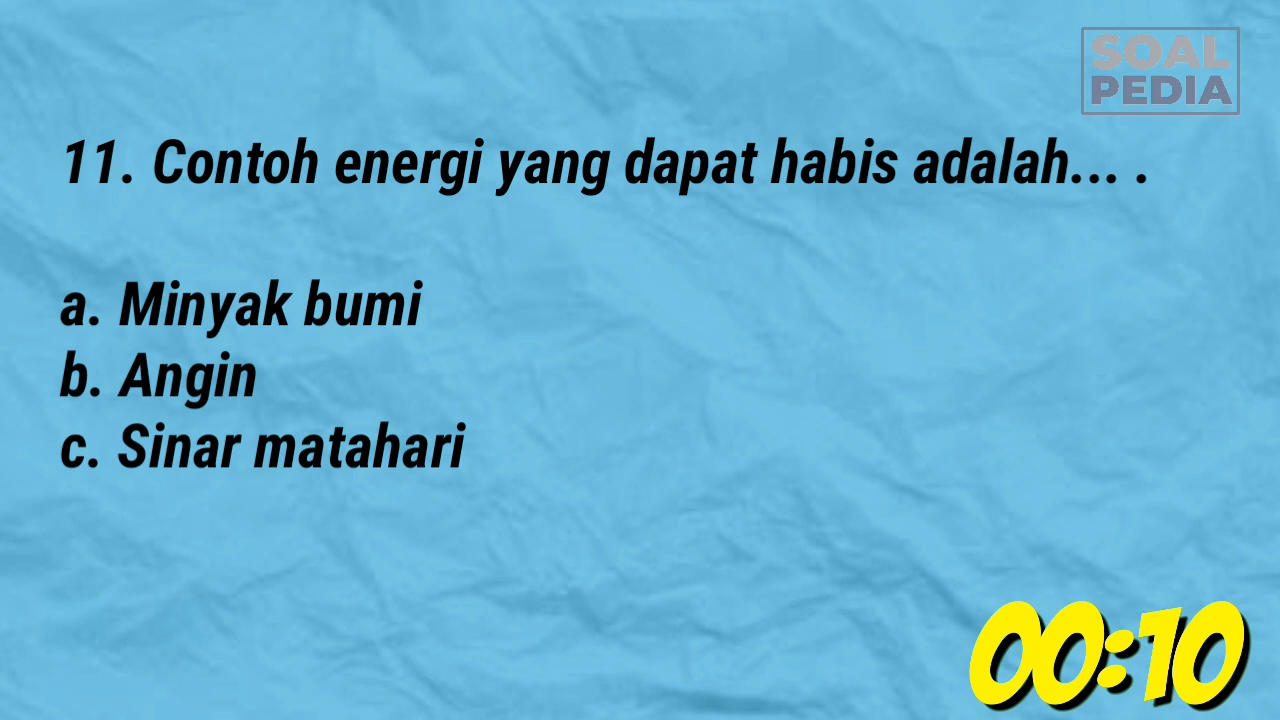 SOAL
PEDIA
11. Contoh energi yang dapat habis adalah... .
a. Minyak bumi
b. Angin
c. Sinar matahari
00:10